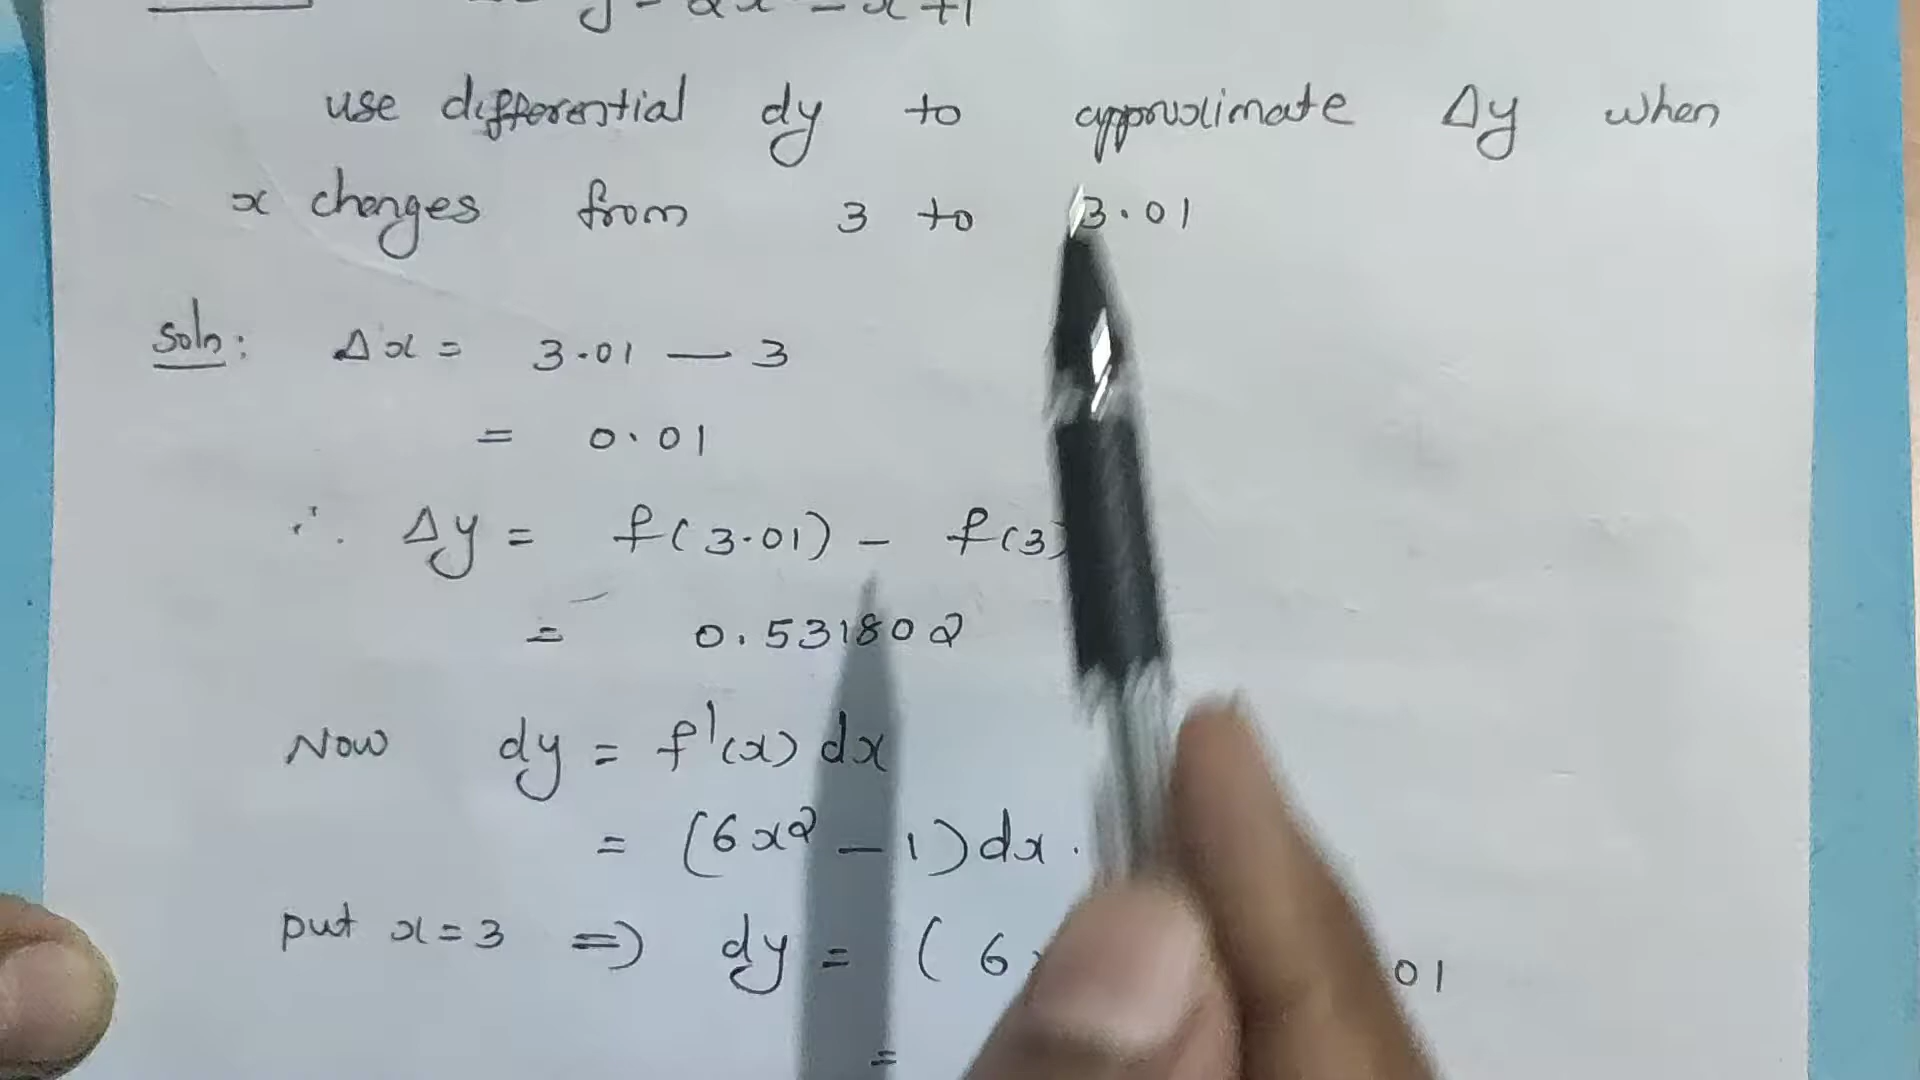 use differential dy to approximate Δy when
x changes from 3 to 3.01
Soln: Δx = 3.01 — 3
= 0.01
∴ Δy = f(3.01) - f(3)
= 0.531802
Now dy = f'(x) dx
= (6x² - 1) dx.
put x = 3 => dy = ( 6 01
=